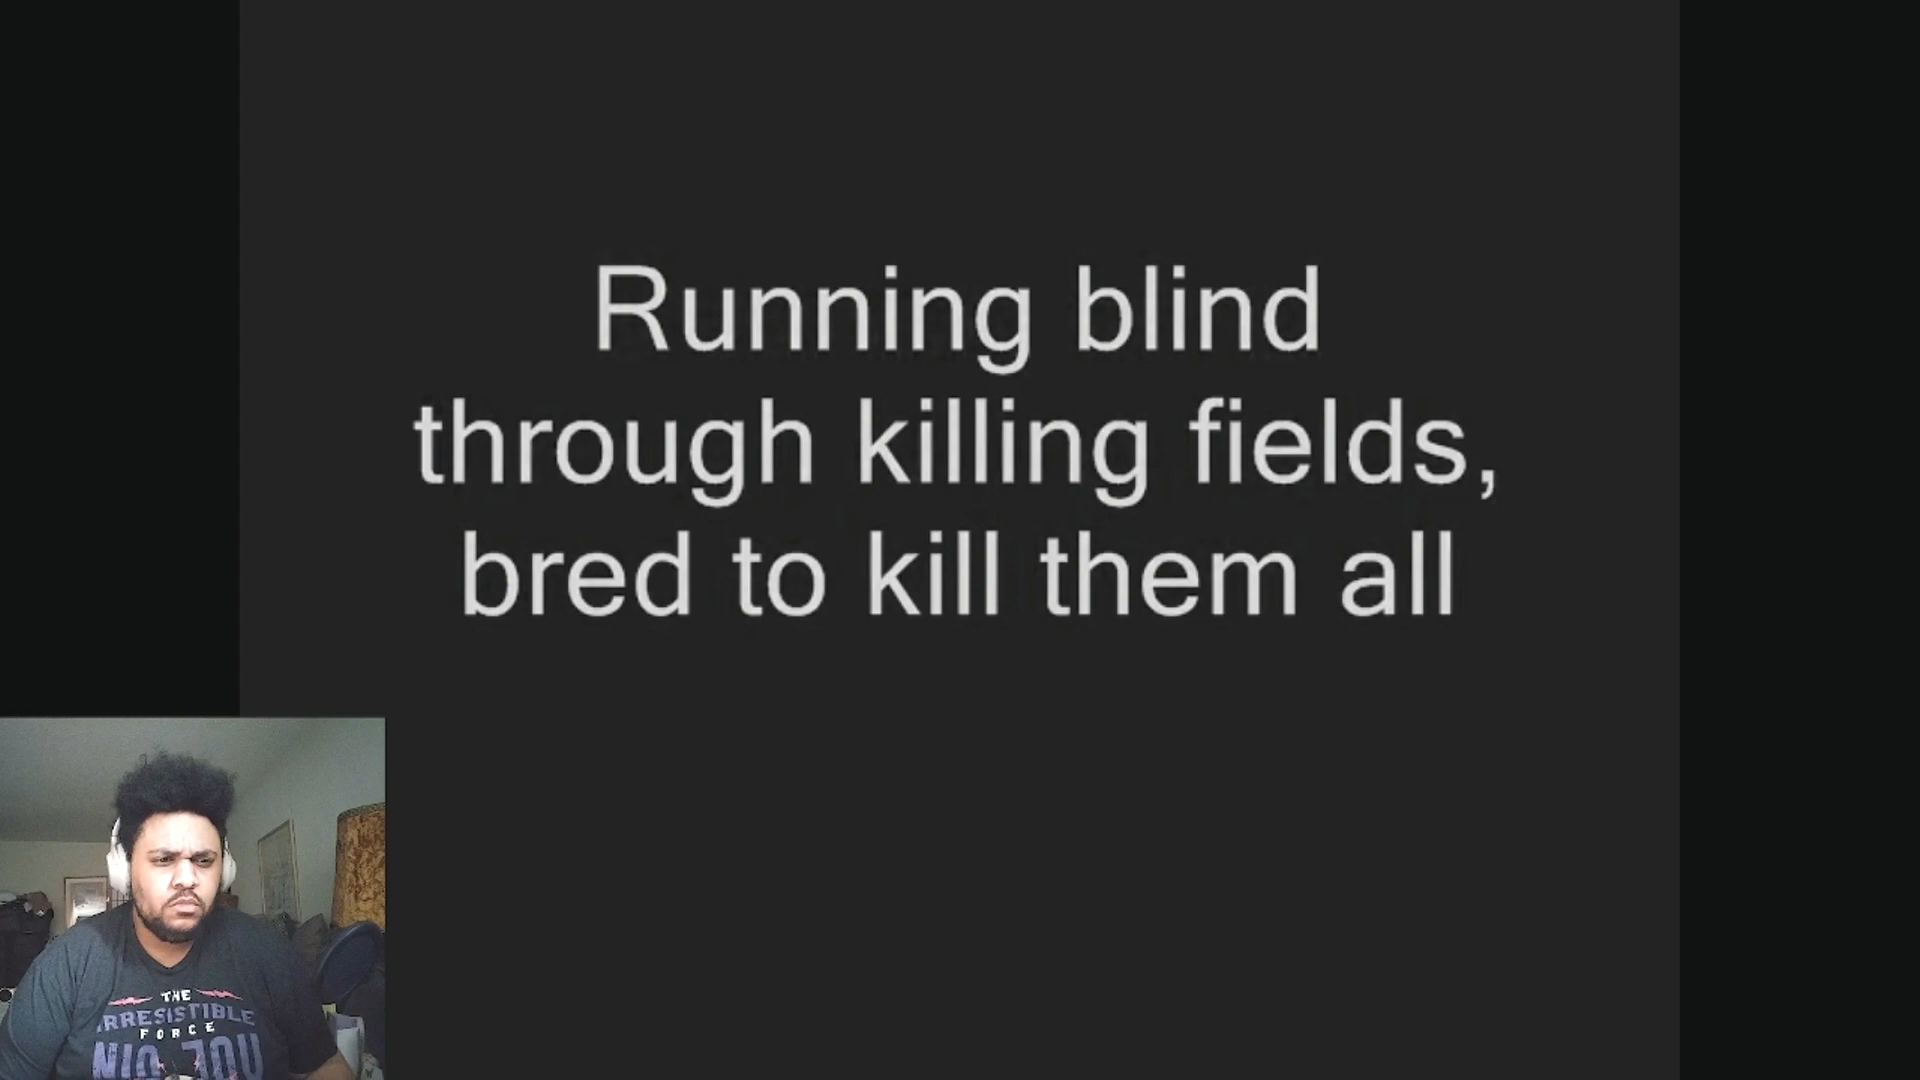 Running blind
through killing fields,
bred to kill them all
THE
IRRESISTIBLE
FORCE